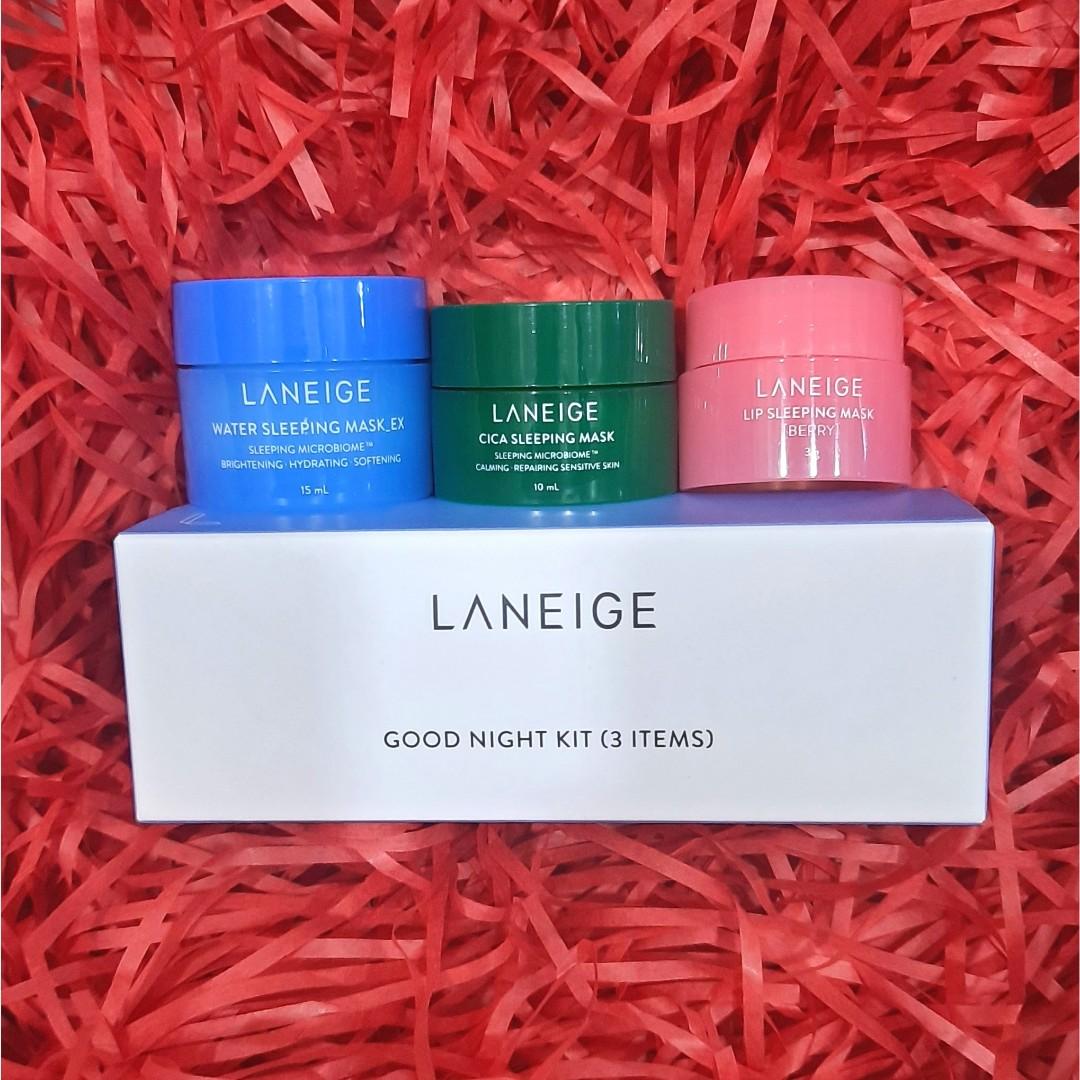 LANEIGE
WATER SLEEPING MASK_EX
SLEEPING MICROBIOME™
BRIGHTENING · HYDRATING · SOFTENING
15 mL
LANEIGE
CICA SLEEPING MASK
SLEEPING MICROBIOME™
CALMING · REPAIRING SENSITIVE SKIN
10 mL
LANEIGE
LIP SLEEPING MASK
[BERRY]
3g
LANEIGE
GOOD NIGHT KIT (3 ITEMS)